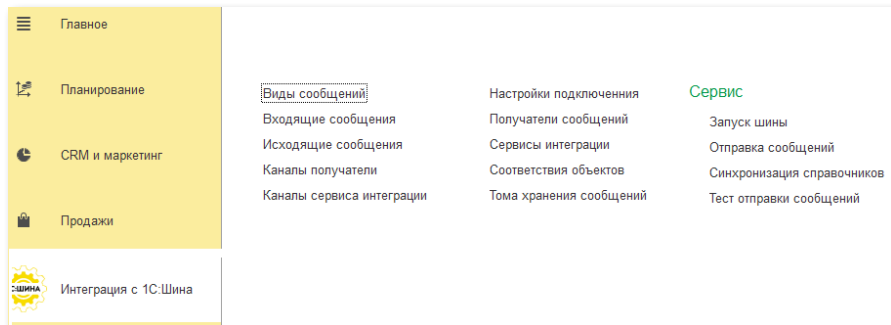 Главное
Планирование
CRM и маркетинг
Продажи
:ШИНА
Интеграция с 1С:Шина
Виды сообщений
Входящие сообщения
Исходящие сообщения
Каналы получатели
Каналы сервиса интеграции
Настройки подключенния
Получатели сообщений
Сервисы интеграции
Соответствия объектов
Тома хранения сообщений
Сервис
Запуск шины
Отправка сообщений
Синхронизация справочников
Тест отправки сообщений